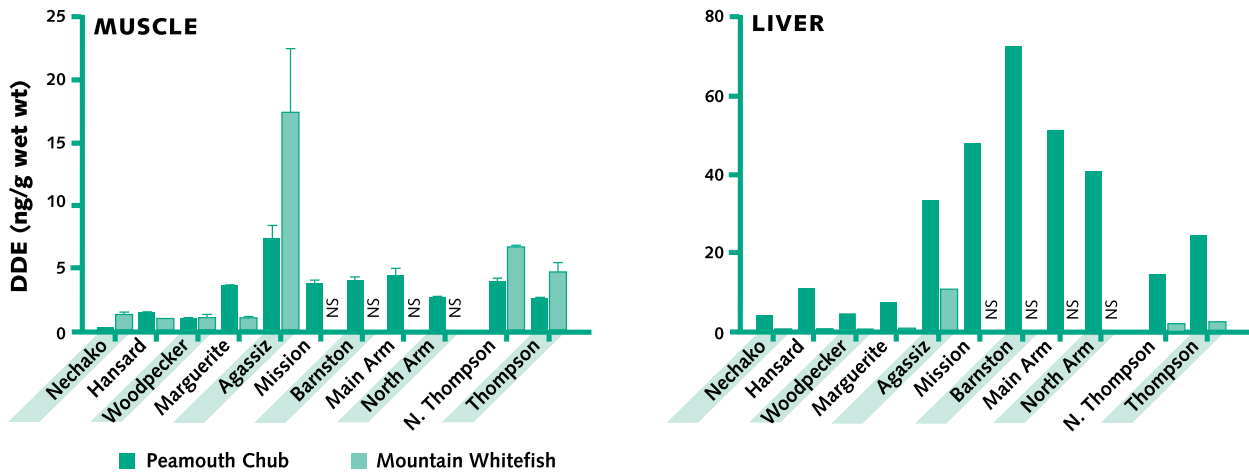 MUSCLE
DDE (ng/g wet wt)
25
20
15
10
5
0
NS
NS
NS
NS
Nechako
Hansard
Woodpecker
Marguerite
Agassiz
Mission
Barnston
Main Arm
North Arm
N. Thompson
Thompson
LIVER
80
60
40
20
0
NS
NS
NS
NS
Nechako
Hansard
Woodpecker
Marguerite
Agassiz
Mission
Barnston
Main Arm
North Arm
N. Thompson
Thompson
Peamouth Chub
Mountain Whitefish